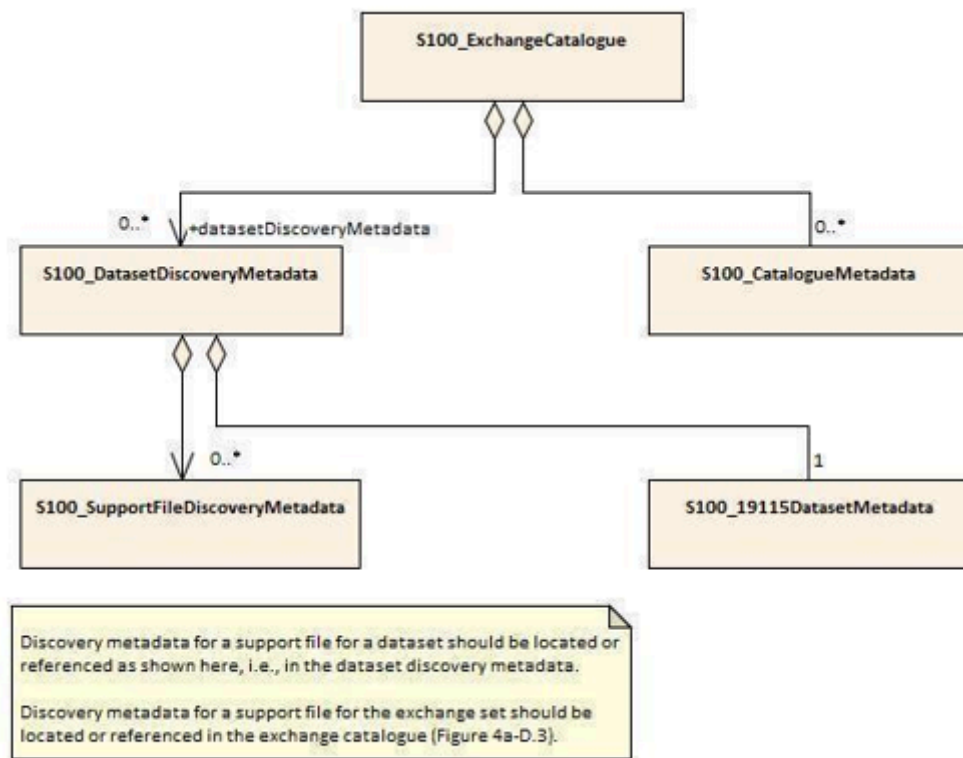 S100_ExchangeCatalogue
0..*
+datasetDiscoveryMetadata
0..*
S100_DatasetDiscoveryMetadata
S100_CatalogueMetadata
0..*
1
S100_SupportFileDiscoveryMetadata
S100_19115DatasetMetadata
Discovery metadata for a support file for a dataset should be located or
referenced as shown here, i.e., in the dataset discovery metadata.
Discovery metadata for a support file for the exchange set should be
located or referenced in the exchange catalogue (Figure 4a-D.3).